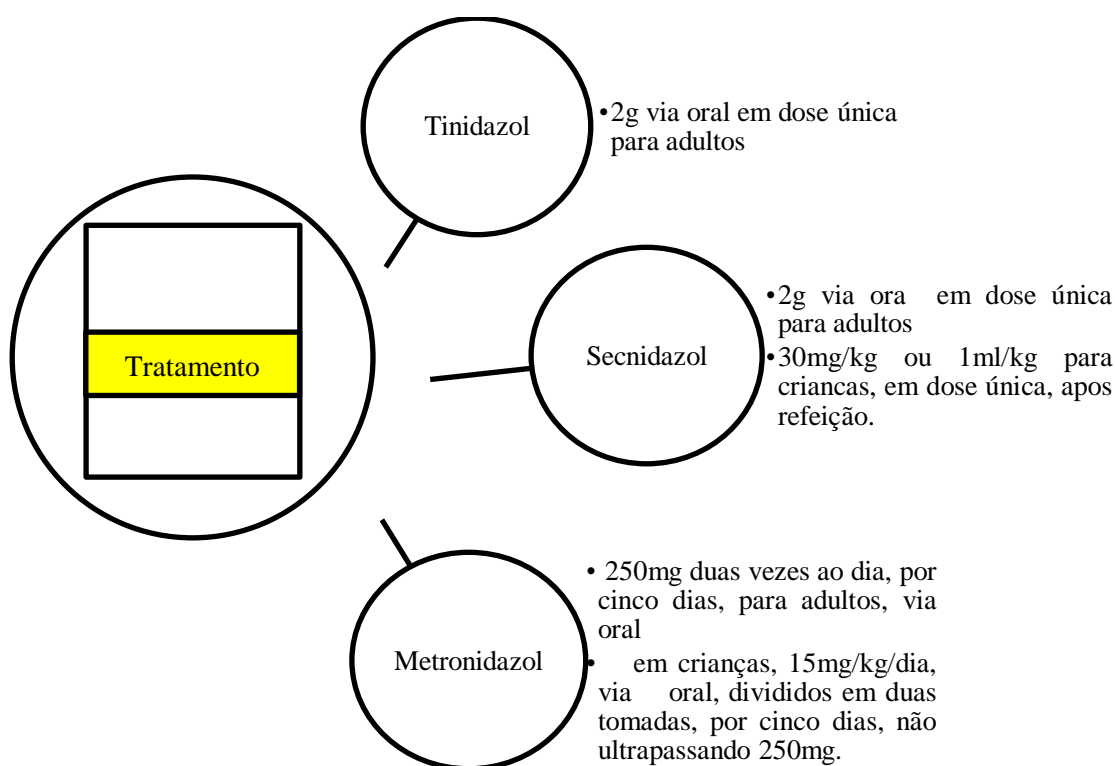 Tratamento
Tinidazol
•2g via oral em dose única
para adultos
Secnidazol
•2g via ora em dose única
para adultos
•30mg/kg ou 1ml/kg para
criancas, em dose única, apos
refeição.
Metronidazol
• 250mg duas vezes ao dia, por
cinco dias, para adultos, via
oral
• em crianças, 15mg/kg/dia,
via oral, divididos em duas
tomadas, por cinco dias, não
ultrapassando 250mg.